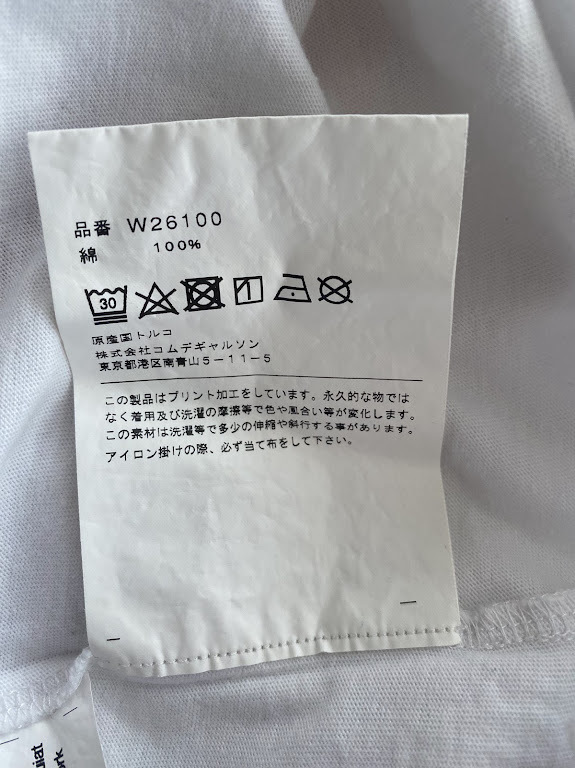 品番 W26100
綿 100%
30
原産国トルコ
株式会社コムデギャルソン
東京都港区南青山5-11-5
この製品はプリント加工をしています。永久的な物では
なく着用及び洗濯の摩擦等で色や風合い等が変化します。
この素材は洗濯等で多少の伸縮や斜行する事があります。
アイロン掛けの際、必ず当て布をして下さい。